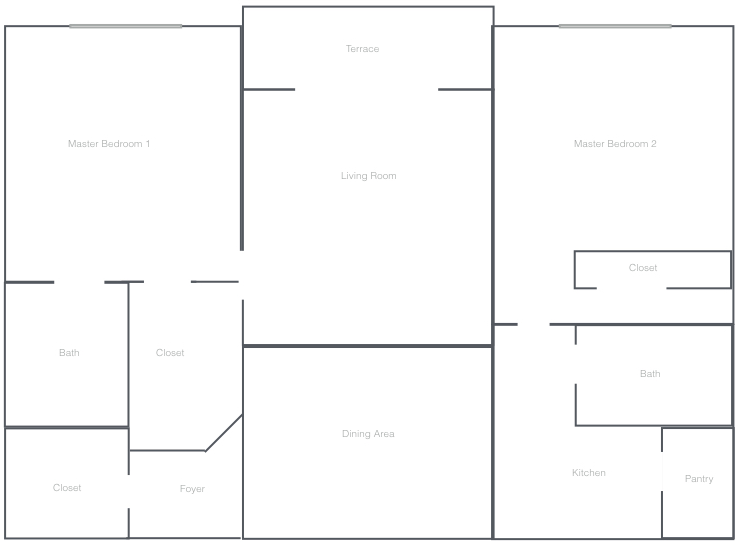 Terrace
Master Bedroom 1
Master Bedroom 2
Living Room
Closet
Bath
Closet
Bath
Dining Area
Kitchen
Pantry
Closet
Foyer